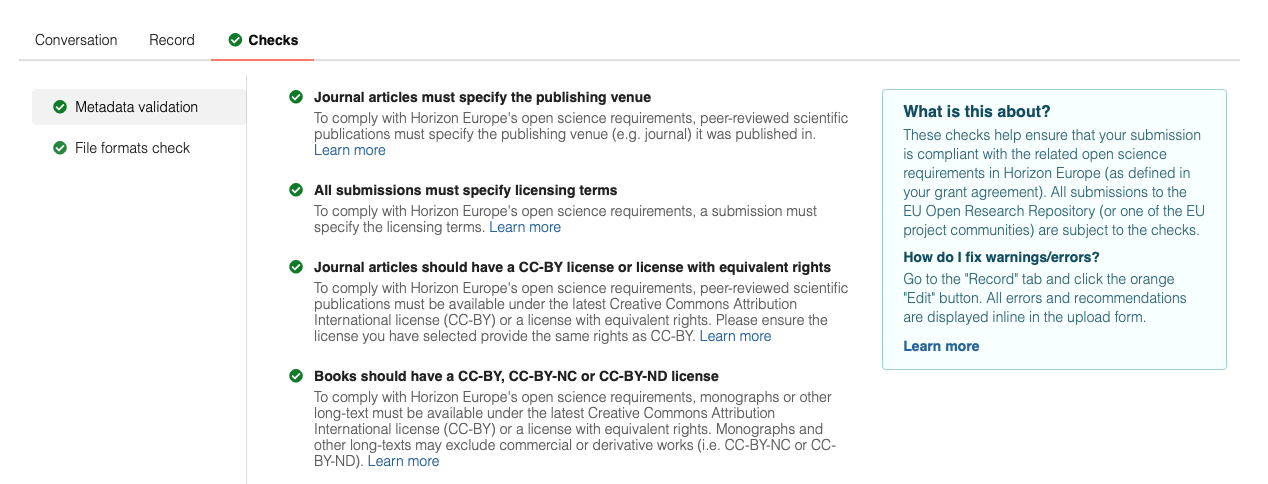 Conversation
Record
Checks
Metadata validation
File formats check
Journal articles must specify the publishing venue
To comply with Horizon Europe's open science requirements, peer-reviewed scientific
publications must specify the publishing venue (e.g. journal) it was published in.
Learn more
All submissions must specify licensing terms
To comply with Horizon Europe's open science requirements, a submission must
specify the licensing terms. Learn more
Journal articles should have a CC-BY license or license with equivalent rights
To comply with Horizon Europe's open science requirements, peer-reviewed scientific
publications must be available under the latest Creative Commons Attribution
International license (CC-BY) or a license with equivalent rights. Please ensure the
license you have selected provide the same rights as CC-BY. Learn more
Books should have a CC-BY, CC-BY-NC or CC-BY-ND license
To comply with Horizon Europe's open science requirements, monographs or other
long-text must be available under the latest Creative Commons Attribution
International license (CC-BY) or a license with equivalent rights. Monographs and
other long-texts may exclude commercial or derivative works (i.e. CC-BY-NC or CC-
BY-ND). Learn more
What is this about?
These checks help ensure that your submission
is compliant with the related open science
requirements in Horizon Europe (as defined in
your grant agreement). All submissions to the
EU Open Research Repository (or one of the EU
project communities) are subject to the checks.
How do I fix warnings/errors?
Go to the "Record" tab and click the orange
"Edit" button. All errors and recommendations
are displayed inline in the upload form.
Learn more